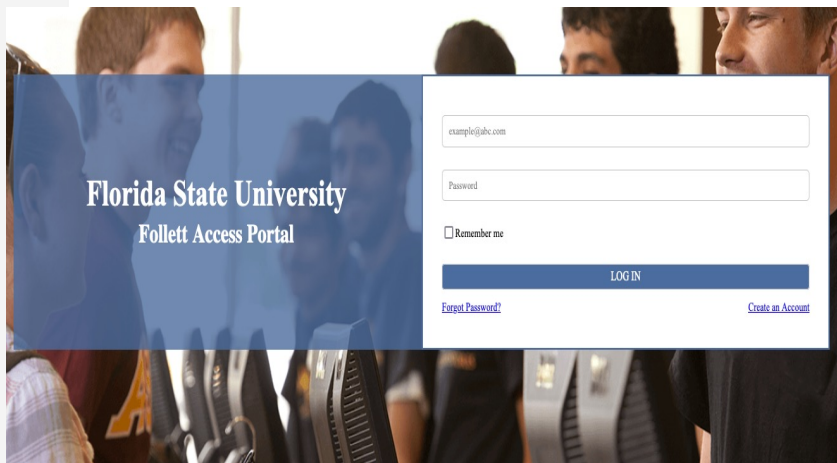 Florida State University
Follett Access Portal
example@abc.com
Password
Remember me
LOG IN
Forgot Password?
Create an Account